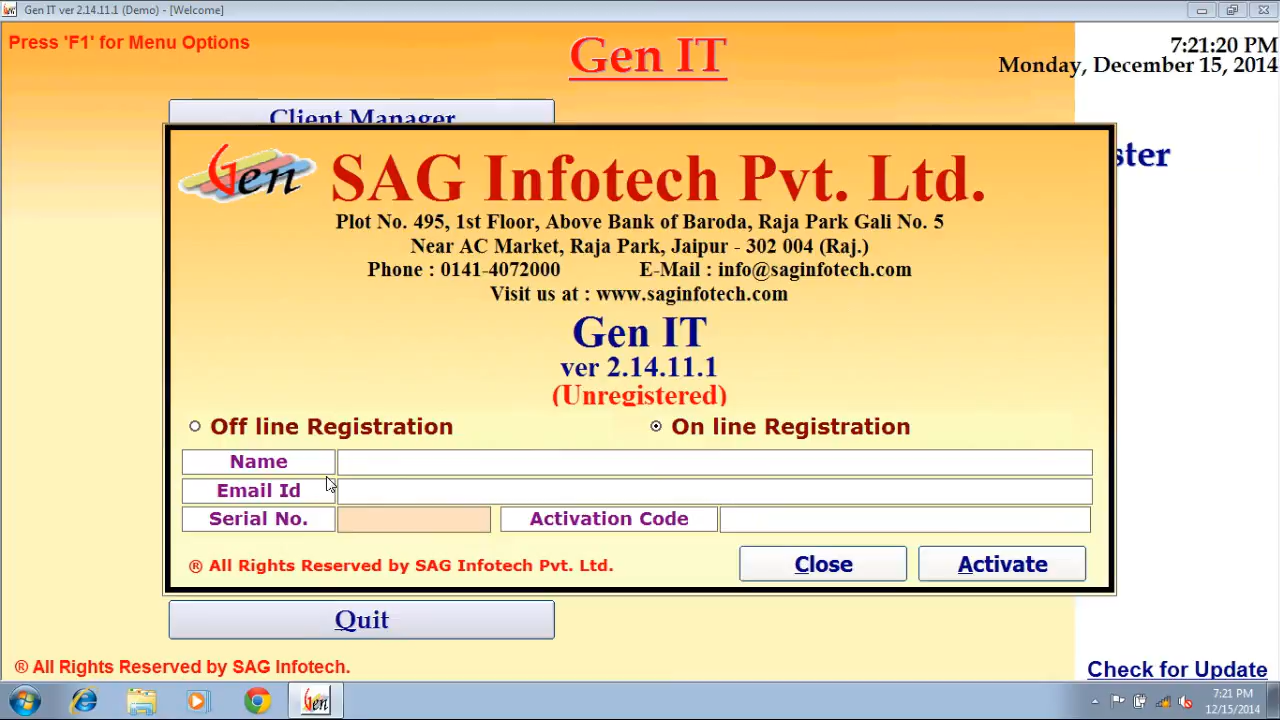 Gen IT ver 2.14.11.1 (Demo) - [Welcome]
Press 'F1' for Menu Options
Gen IT
7:21:20 PM
Monday, December 15, 2014
Client Manager
ster
Gen
SAG Infotech Pvt. Ltd.
Plot No. 495, 1st Floor, Above Bank of Baroda, Raja Park Gali No. 5
Near AC Market, Raja Park, Jaipur - 302 004 (Raj.)
Phone : 0141-4072000 E-Mail : info@saginfotech.com
Visit us at : www.saginfotech.com
Gen IT
ver 2.14.11.1
(Unregistered)
Off line Registration On line Registration
Name
Email Id
Serial No. Activation Code
® All Rights Reserved by SAG Infotech Pvt. Ltd. Close Activate
Quit
® All Rights Reserved by SAG Infotech.
Check for Update
Gen
7:21 PM
12/15/2014